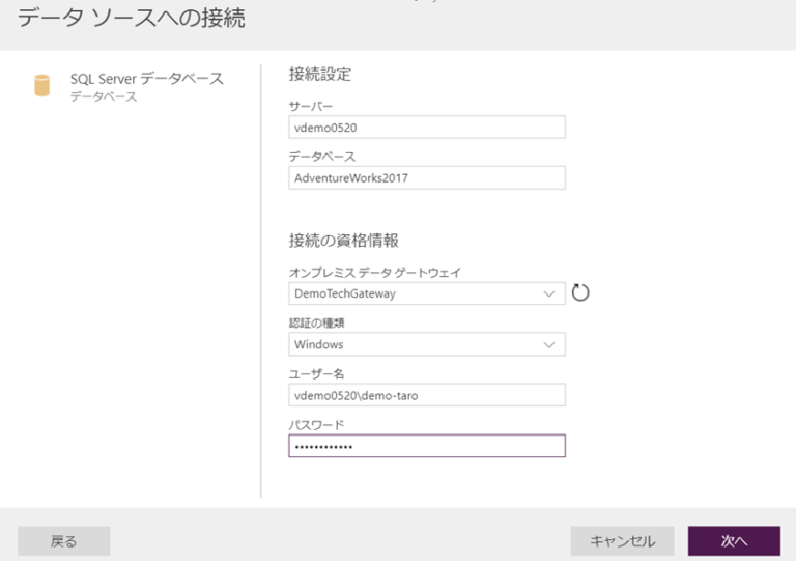 データ ソースへの接続
SQL Server データベース
データベース
接続設定
サーバー
vdemo0520
データベース
AdventureWorks2017
接続の資格情報
オンプレミス データ ゲートウェイ
DemoTechGateway
認証の種類
Windows
ユーザー名
vdemo0520\demo-taro
パスワード
••••••••••••
戻る
キャンセル
次へ